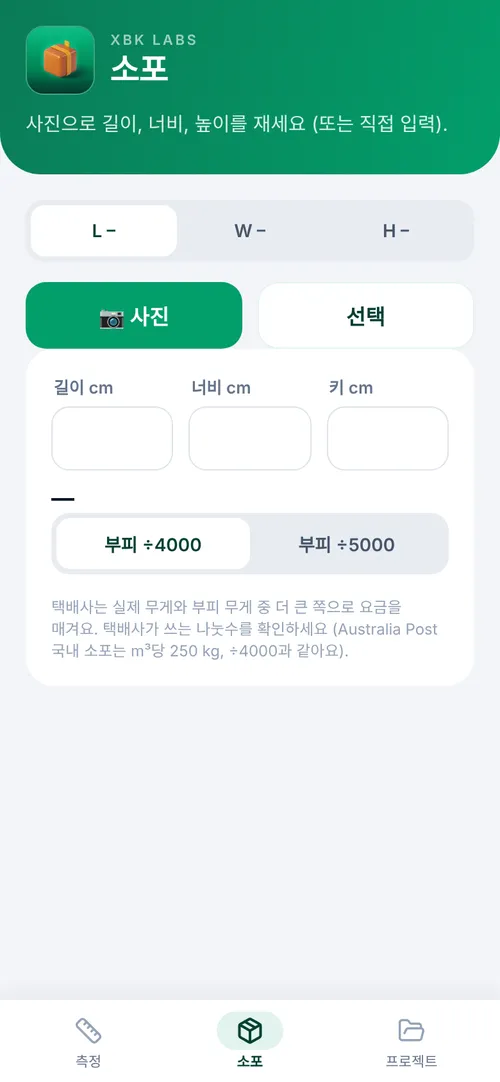 XBK LABS
소포
사진으로 길이, 너비, 높이를 재세요 (또는 직접 입력).
L –
W –
H –
사진
선택
길이 cm
너비 cm
키 cm
—
부피 ÷4000
부피 ÷5000
택배사는 실제 무게와 부피 무게 중 더 큰 쪽으로 요금을
매겨요. 택배사가 쓰는 나눗수를 확인하세요 (Australia Post
국내 소포는 m³당 250 kg, ÷4000과 같아요).
측정
소포
프로젝트